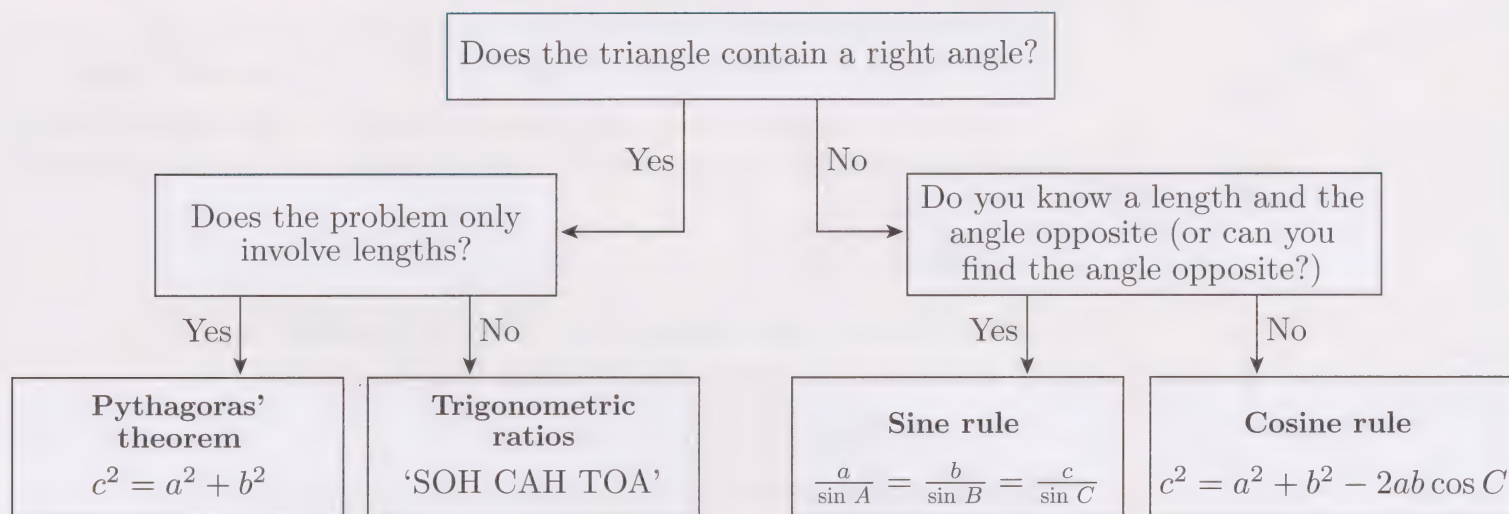 Does the triangle contain a right angle?
Yes
No
Does the problem only
involve lengths?
Do you know a length and the
angle opposite (or can you
find the angle opposite?)
Yes
No
Yes
No
Pythagoras’
theorem
c² = a² + b²
Trigonometric
ratios
‘SOH CAH TOA’
Sine rule
a/sin A = b/sin B = c/sin C
Cosine rule
c² = a² + b² − 2ab cos C